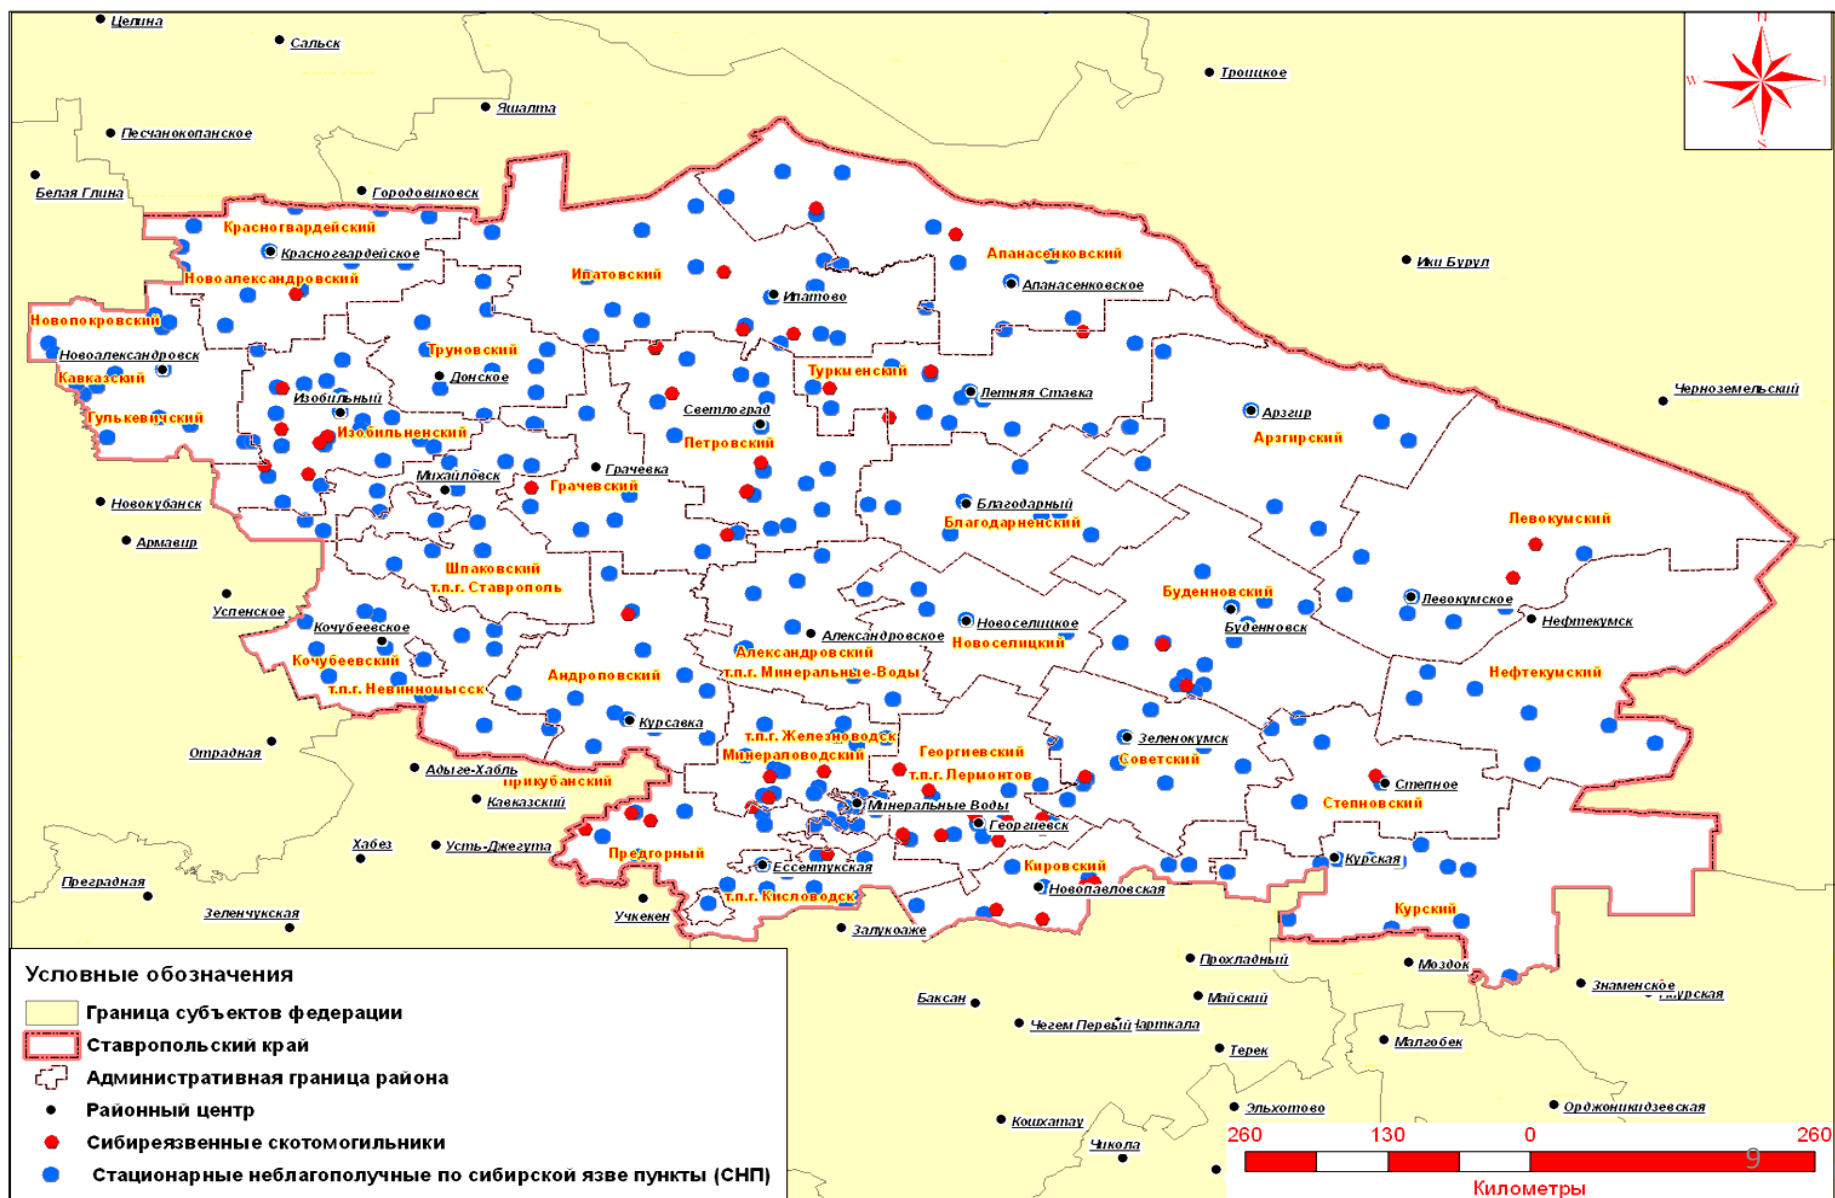 Целина
Сальск
N
Троицкое
W
Яшалта
S
Песчанокопанское
Белая Глина
Городовиковск
Красногвардейский
Красногвардейское
Апанасенковский
Ики Бурул
Ипатовский
Новоалександровский
Апанасенковское
Ипатово
Новопокровский
Труновский
Новоалександровск
Кавказский
Донское
Туркменский
Летняя Ставка
Черноземельский
Изобильный
Светлоград
Арзгир
Гулькевичский
Изобильненский
Петровский
Арзгирский
Грачевка
Михайловск
Грачевский
Новокубанск
Благодарный
Благодарненский
Левокумский
Армавир
Шпаковский
т.п.г. Ставрополь
Буденновский
Левокумское
Успенское
Кочубеевское
Александровское
Новоселицкое
Буденновск
Нефтекумск
Новоселицкий
Александровский
Кочубеевский
т.п.г. Минеральные-Воды
Нефтекумский
Андроповский
т.п.г. Невинномысск
Курсавка
т.п.г. Железноводск
Зеленокумск
Отрадная
Минераловодский
Георгиевский
Советский
Адыге-Хабль
Прикубанский
т.п.г. Лермонтов
Степное
Кавказский
Минеральные Воды
Степновский
Георгиевск
Хабез
Усть-Джегута
Предгорный
Курская
Ессентукская
Кировский
Преградная
Новопавловская
т.п.г. Кисловодск
Зеленчукская
Учкекен
Курский
Залукоаже
Прохладный
Моздок
Знаменское
Баксан
Майский
Чегем Первый
Терек
Малгобек
Эльхотово
Орджоникидзевская
Кошхатау
Чикола
Условные обозначения
Граница субъектов федерации
Ставропольский край
Административная граница района
Районный центр
Сибиреязвенные скотомогильники
Стационарные неблагополучные по сибирской язве пункты (СНП)
260 130 0 260
9
Километры